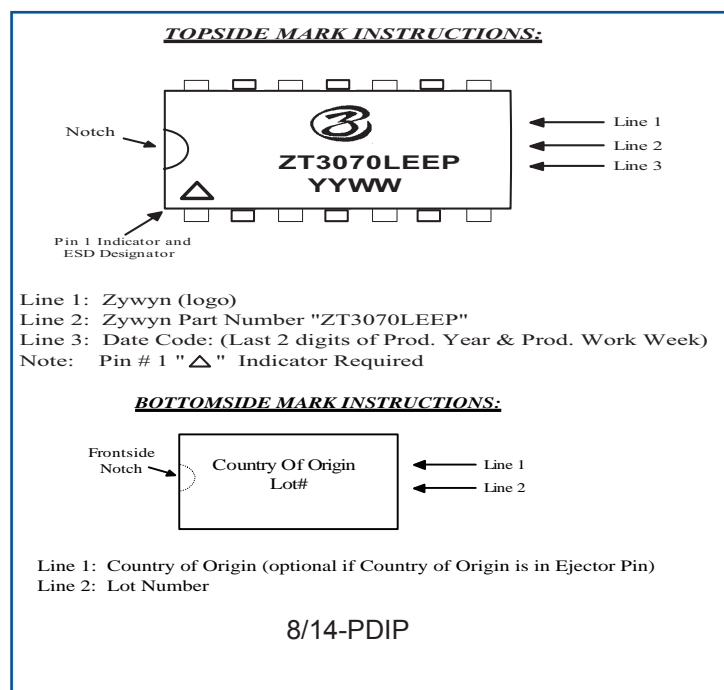 TOPSIDE MARK INSTRUCTIONS:
Notch
ZT3070LEEP
YYWW
Line 1
Line 2
Line 3
Pin 1 Indicator and
ESD Designator
Line 1: Zywyn (logo)
Line 2: Zywyn Part Number "ZT3070LEEP"
Line 3: Date Code: (Last 2 digits of Prod. Year & Prod. Work Week)
Note: Pin # 1 "△" Indicator Required
BOTTOMSIDE MARK INSTRUCTIONS:
Frontside
Notch
Country Of Origin
Lot#
Line 1
Line 2
Line 1: Country of Origin (optional if Country of Origin is in Ejector Pin)
Line 2: Lot Number
8/14-PDIP